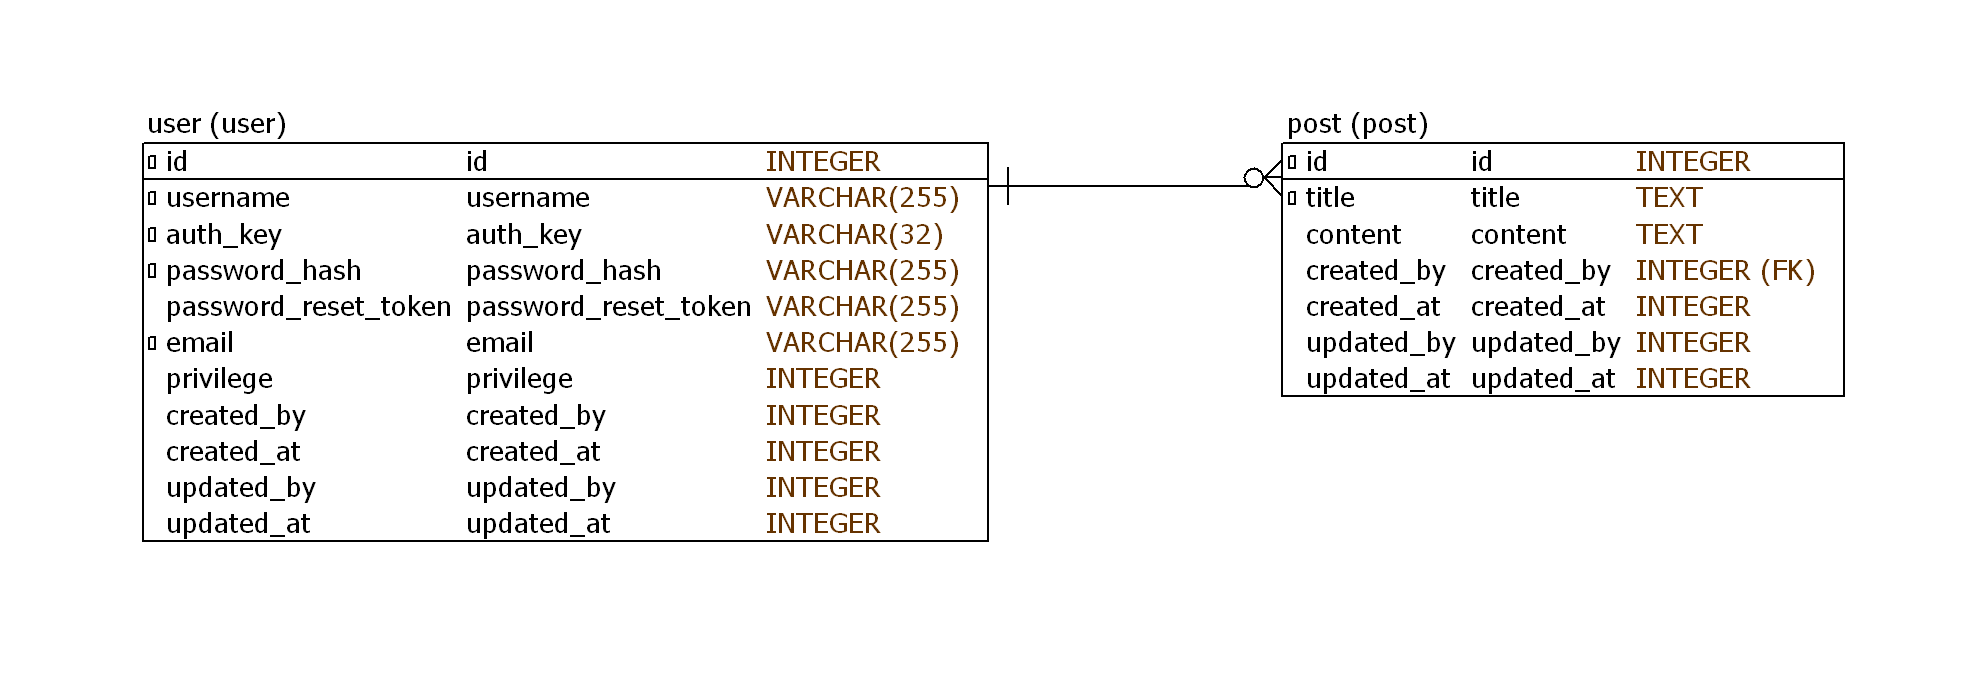 user (user)
id id INTEGER
username username VARCHAR(255)
auth_key auth_key VARCHAR(32)
password_hash password_hash VARCHAR(255)
password_reset_token password_reset_token VARCHAR(255)
email email VARCHAR(255)
privilege privilege INTEGER
created_by created_by INTEGER
created_at created_at INTEGER
updated_by updated_by INTEGER
updated_at updated_at INTEGER
post (post)
id id INTEGER
title title TEXT
content content TEXT
created_by created_by INTEGER (FK)
created_at created_at INTEGER
updated_by updated_by INTEGER
updated_at updated_at INTEGER